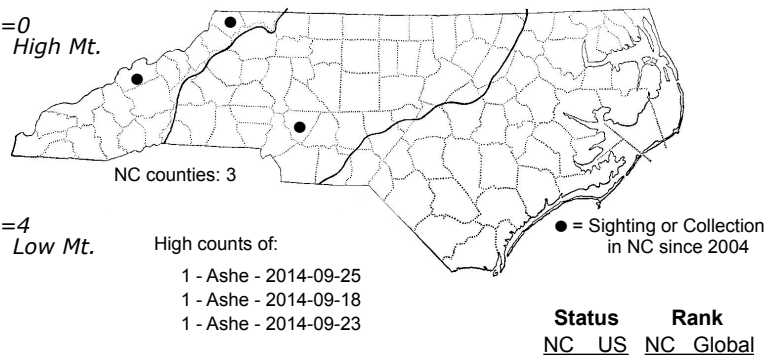 =0
High Mt.
NC counties: 3
=4
Low Mt.
High counts of:
1 - Ashe - 2014-09-25
1 - Ashe - 2014-09-18
1 - Ashe - 2014-09-23
● = Sighting or Collection
in NC since 2004
Status Rank
NC US NC Global